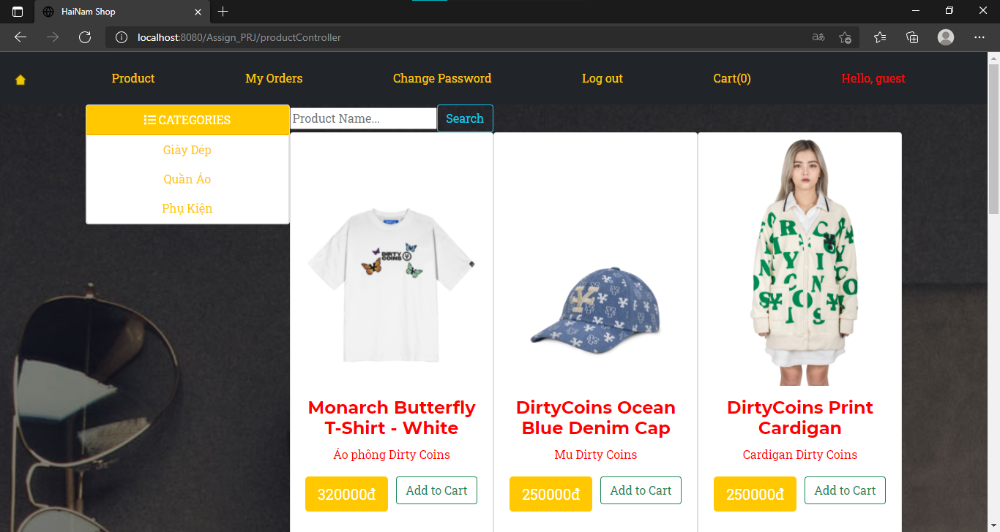 HaiNam Shop
localhost:8080/Assign_PRJ/productController
Product My Orders Change Password Log out Cart(0) Hello, guest
CATEGORIES
Giày Dép
Quần Áo
Phụ Kiện
Product Name... Search
DIRTY
COINS
Monarch Butterfly
T-Shirt - White
Áo phông Dirty Coins
320000đ Add to Cart
DirtyCoins Ocean
Blue Denim Cap
Mu Dirty Coins
250000đ Add to Cart
DirtyCoins Print
Cardigan
Cardigan Dirty Coins
250000đ Add to Cart